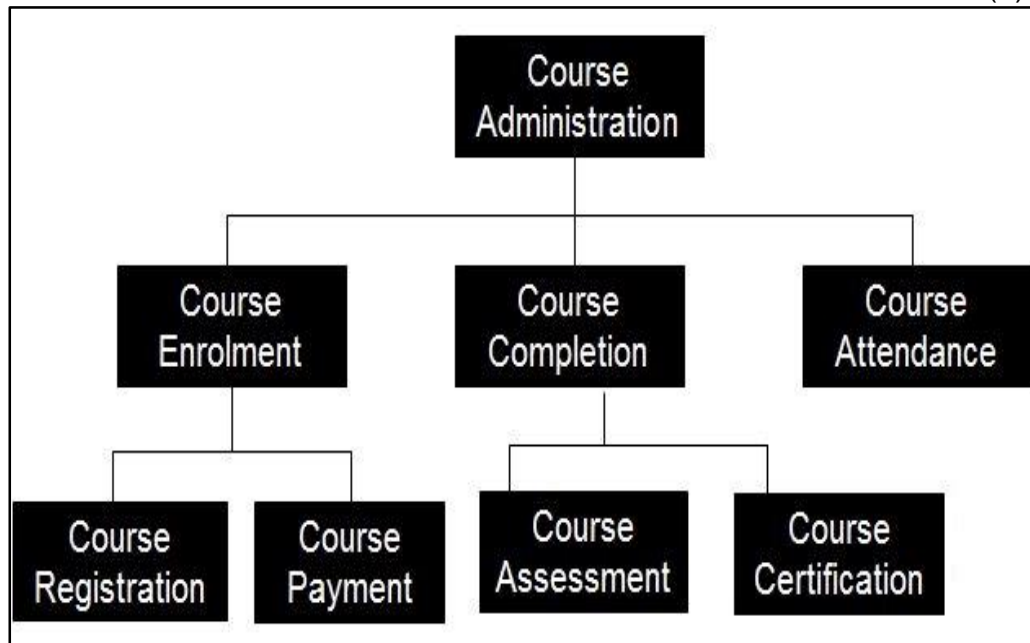 Course
Administration
Course
Enrolment
Course
Completion
Course
Attendance
Course
Registration
Course
Payment
Course
Assessment
Course
Certification